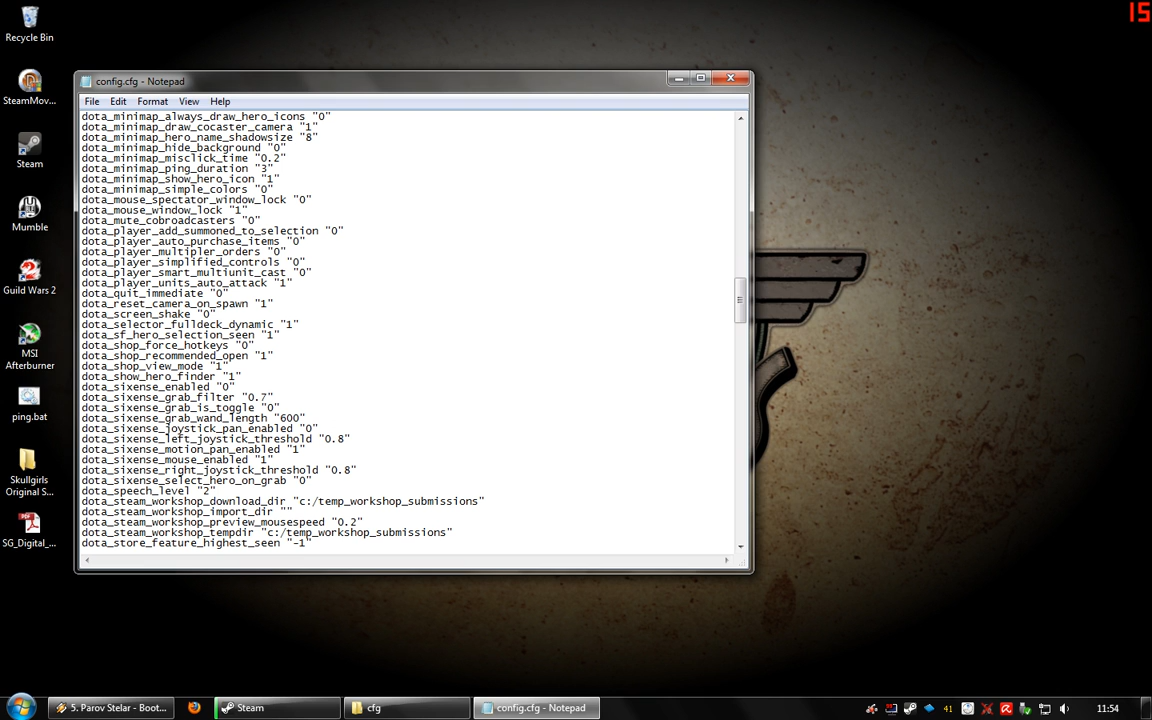 Recycle Bin
SteamMov...
Steam
Mumble
Guild Wars 2
MSI
Afterburner
ping.bat
Skullgirls
Original S...
SG_Digital_...
15
config.cfg - Notepad
File Edit Format View Help
dota_minimap_always_draw_hero_icons "0"
dota_minimap_draw_cocaster_camera "1"
dota_minimap_hero_name_shadowsize "8"
dota_minimap_hide_background "0"
dota_minimap_misclick_time "0.2"
dota_minimap_ping_duration "3"
dota_minimap_show_hero_icon "1"
dota_minimap_simple_colors "0"
dota_mouse_spectator_window_lock "0"
dota_mouse_window_lock "1"
dota_mute_cobroadcasters "0"
dota_player_add_summoned_to_selection "0"
dota_player_auto_purchase_items "0"
dota_player_multipler_orders "0"
dota_player_simplified_controls "0"
dota_player_smart_multiunit_cast "0"
dota_player_units_auto_attack "1"
dota_quit_immediate "0"
dota_reset_camera_on_spawn "1"
dota_screen_shake "0"
dota_selector_fulldeck_dynamic "1"
dota_sf_hero_selection_seen "1"
dota_shop_force_hotkeys "0"
dota_shop_recommended_open "1"
dota_shop_view_mode "1"
dota_show_hero_finder "1"
dota_sixense_enabled "0"
dota_sixense_grab_filter "0.7"
dota_sixense_grab_is_toggle "0"
dota_sixense_grab_wand_length "600"
dota_sixense_joystick_pan_enabled "0"
dota_sixense_left_joystick_threshold "0.8"
dota_sixense_motion_pan_enabled "1"
dota_sixense_mouse_enabled "1"
dota_sixense_right_joystick_threshold "0.8"
dota_sixense_select_hero_on_grab "0"
dota_speech_level "2"
dota_steam_workshop_download_dir "c:/temp_workshop_submissions"
dota_steam_workshop_import_dir ""
dota_steam_workshop_preview_mousespeed "0.2"
dota_steam_workshop_tempdir "c:/temp_workshop_submissions"
dota_store_feature_highest_seen "-1"
5. Parov Stelar - Boot...
Steam
cfg
config.cfg - Notepad
41
11:54